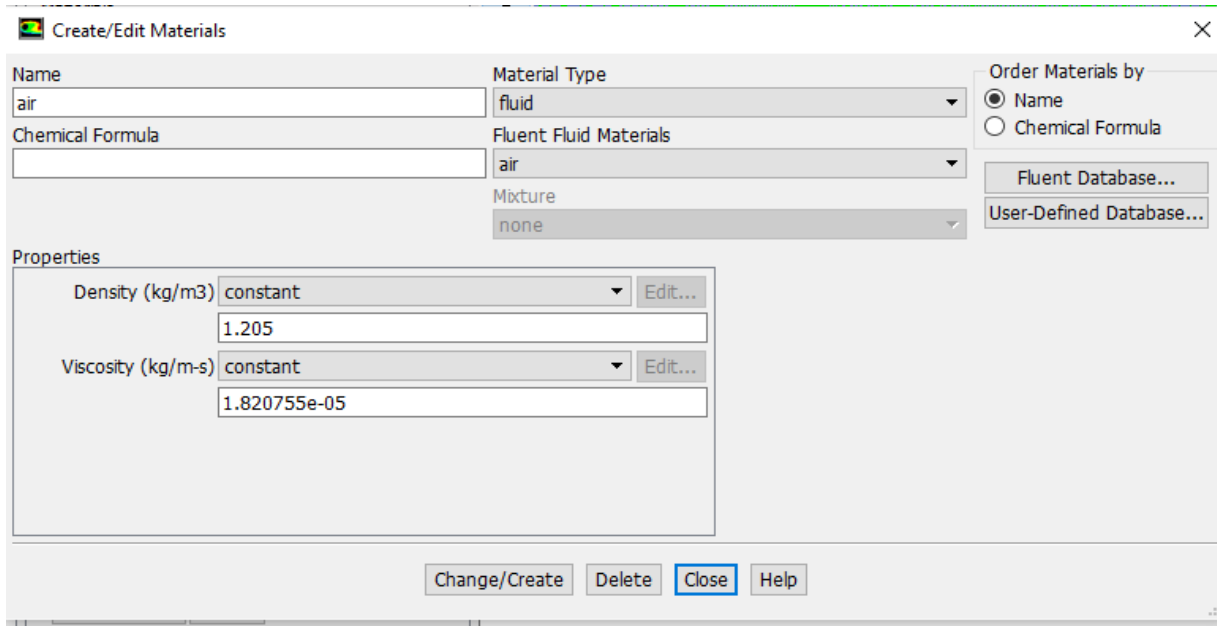 Create/Edit Materials
Name
air
Chemical Formula
Material Type
fluid
Fluent Fluid Materials
air
Mixture
none
Order Materials by
Name
Chemical Formula
Fluent Database...
User-Defined Database...
Properties
Density (kg/m3) constant Edit...
1.205
Viscosity (kg/m-s) constant Edit...
1.820755e-05
Change/Create Delete Close Help